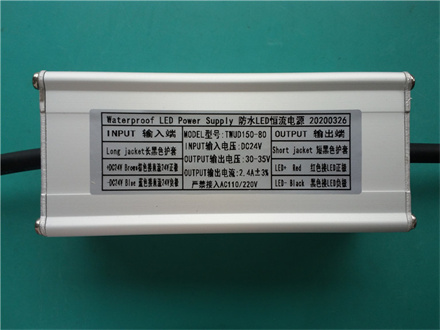 Waterproof LED Power Supply 防水LED恒流电源 20200326
INPUT 输入端
Long jacket长黑色护套
+DC74V Brown棕色接直流74V正极
-DC74V Blue 蓝色接直流74V负极
MODEL型号: TWUD150-80
INPUT输入电压:DC24V
OUTPUT输出电压:30-35V
OUTPUT输出电流:2.4A±3%
严禁接入AC110/220V
OUTPUT 输出端
Short jacket 短黑色护套
LED+ Red 红色接LED正极
LED- Black 黑色接LED负极